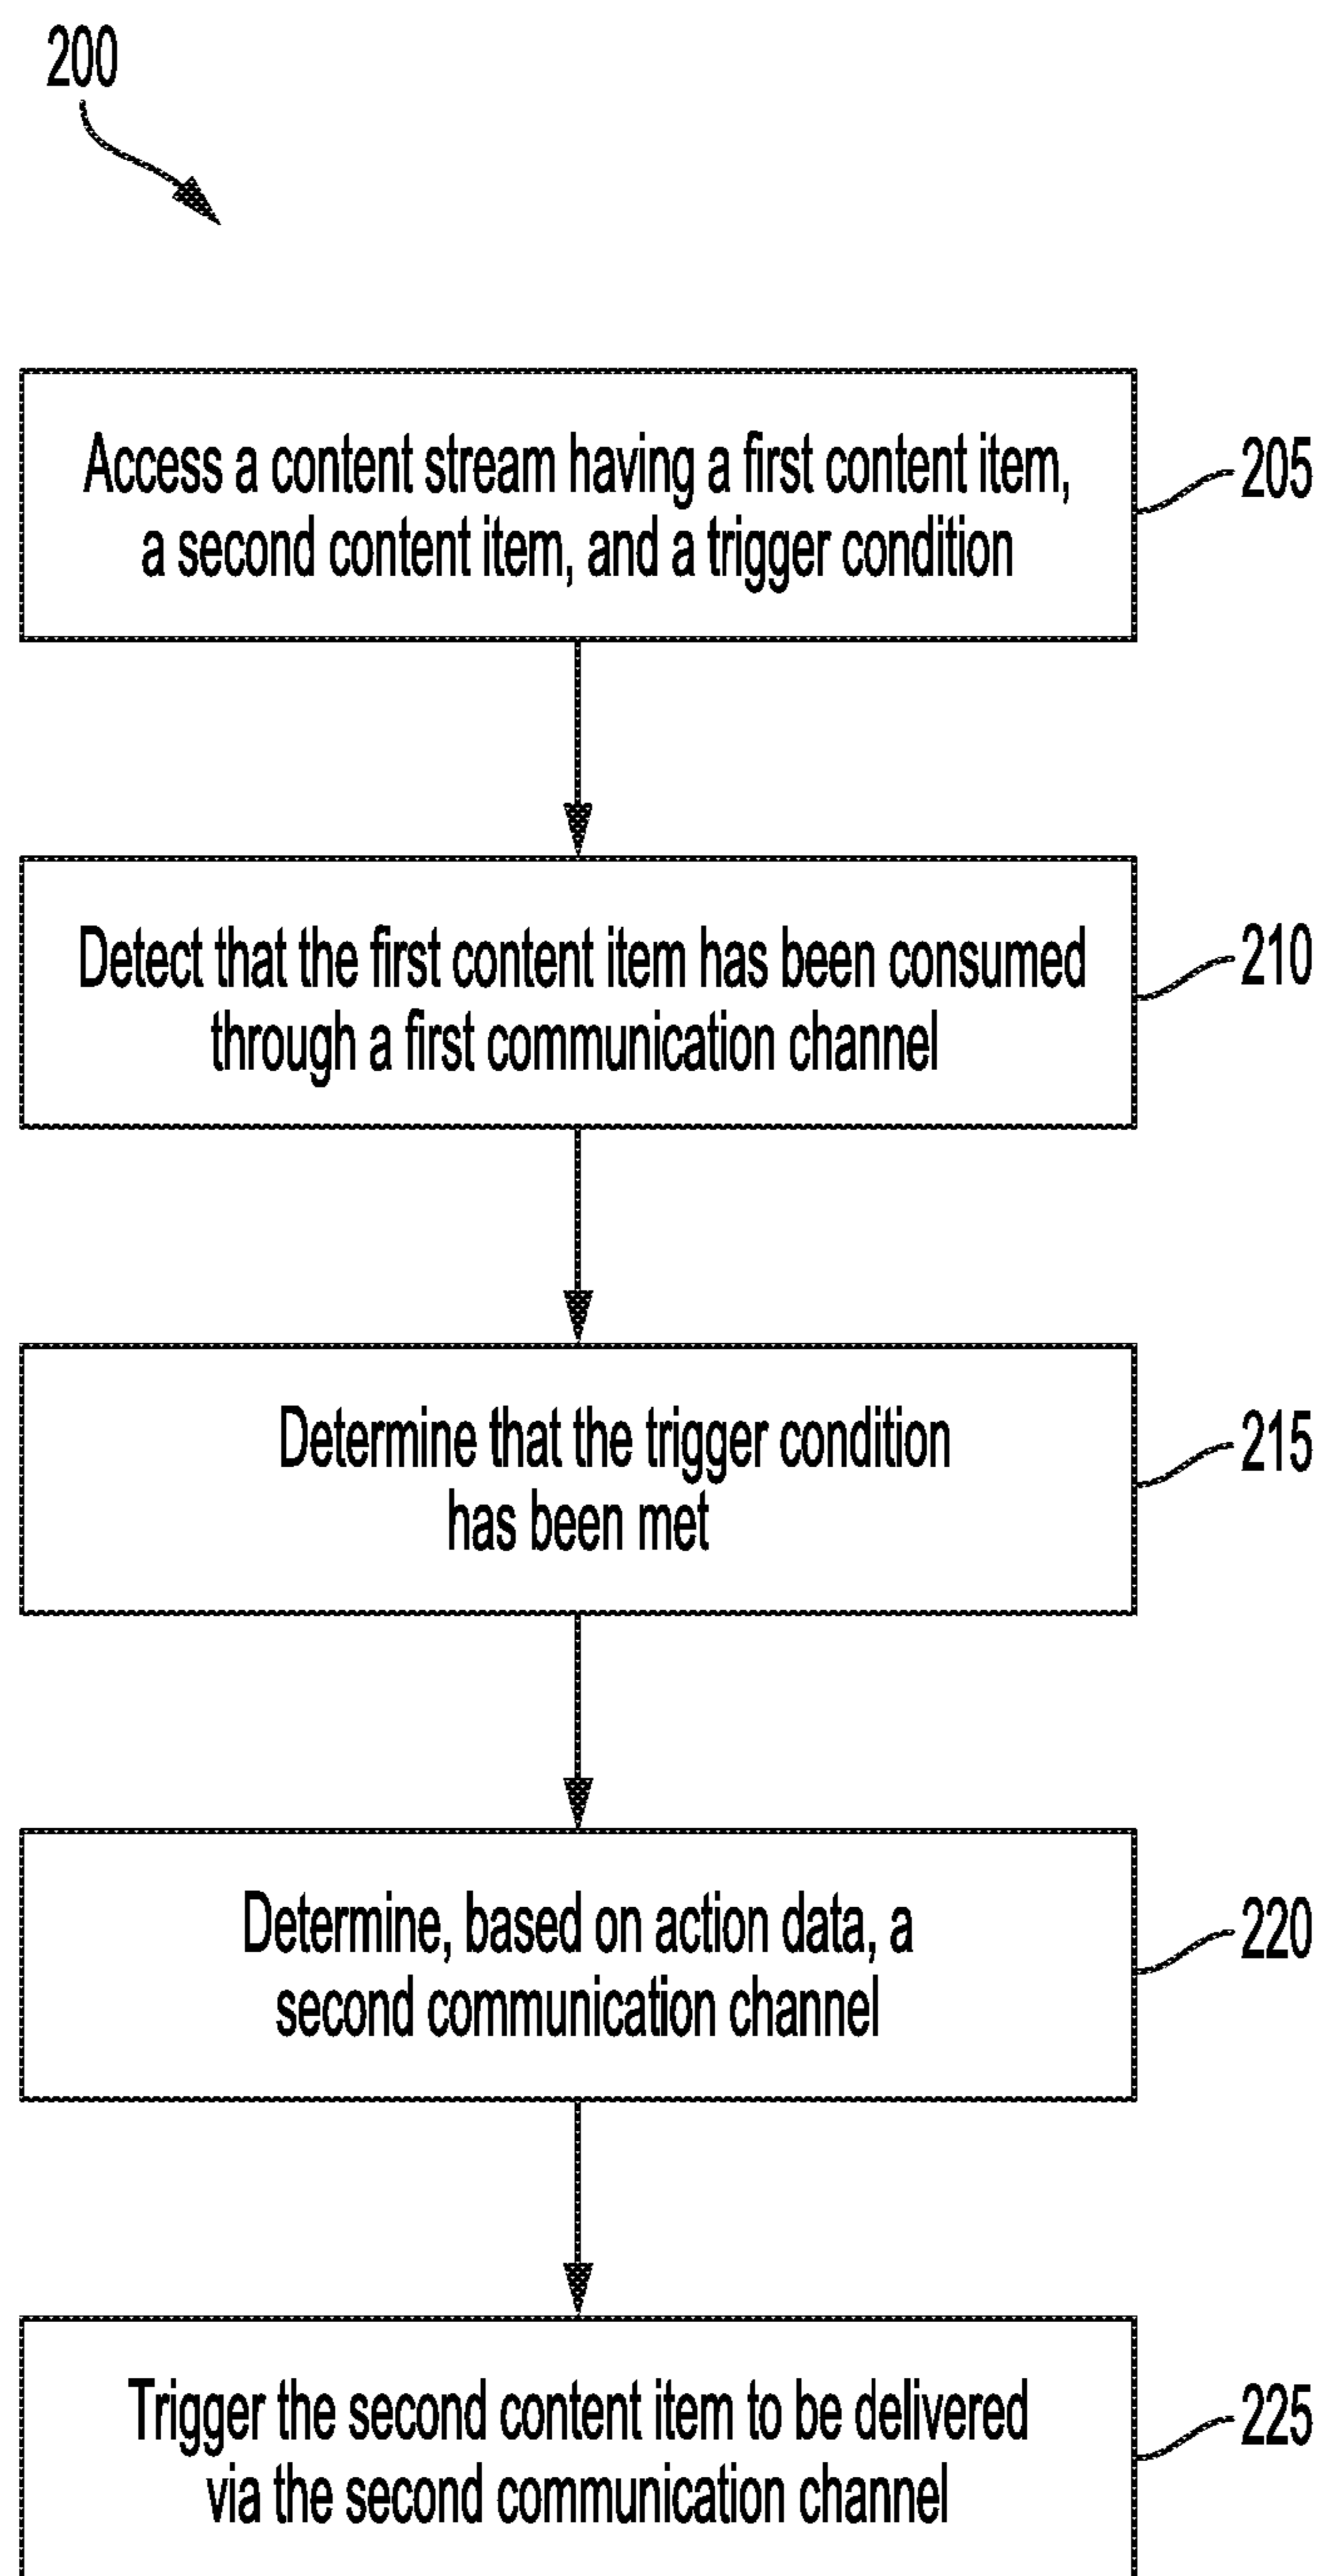 200
Access a content stream having a first content item,
a second content item, and a trigger condition
205
Detect that the first content item has been consumed
through a first communication channel
210
Determine that the trigger condition
has been met
215
Determine, based on action data, a
second communication channel
220
Trigger the second content item to be delivered
via the second communication channel
225